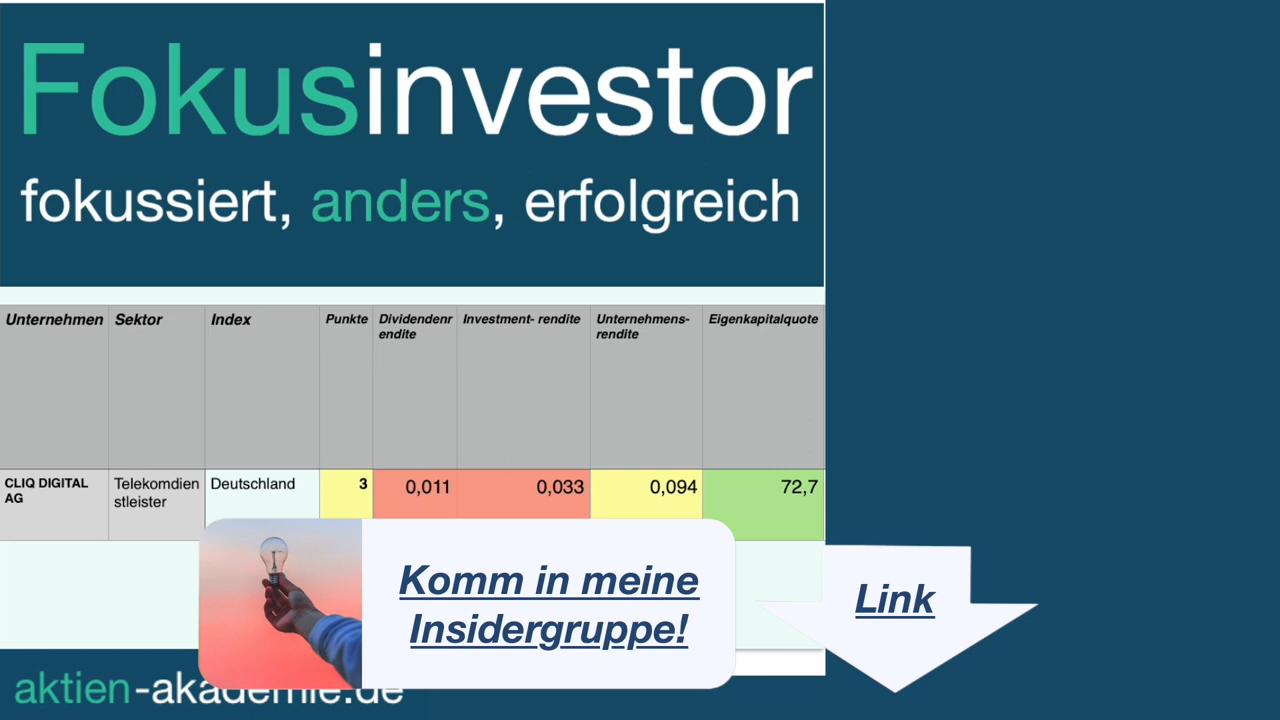 Fokusinvestor
fokussiert, anders, erfolgreich
Unternehmen Sektor Index Punkte Dividendenr Investment- rendite Unternehmens- Eigenkapitalquote
endite rendite
CLIQ DIGITAL Telekomdien Deutschland 3 0,011 0,033 0,094 72,7
AG stleister
Komm in meine
Insidergruppe!
Link
aktien-akademie.de